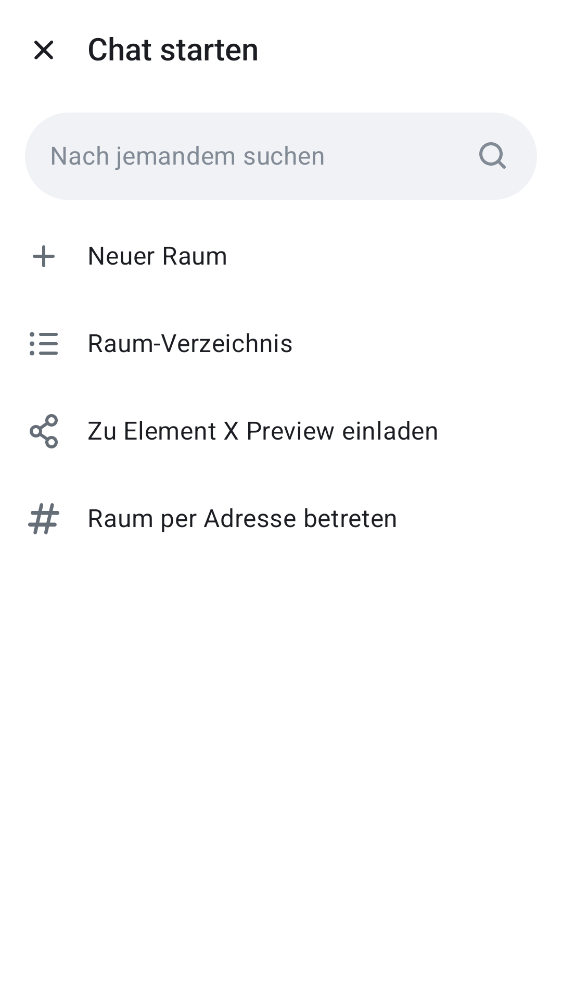 Chat starten
Nach jemandem suchen
Neuer Raum
Raum-Verzeichnis
Zu Element X Preview einladen
Raum per Adresse betreten